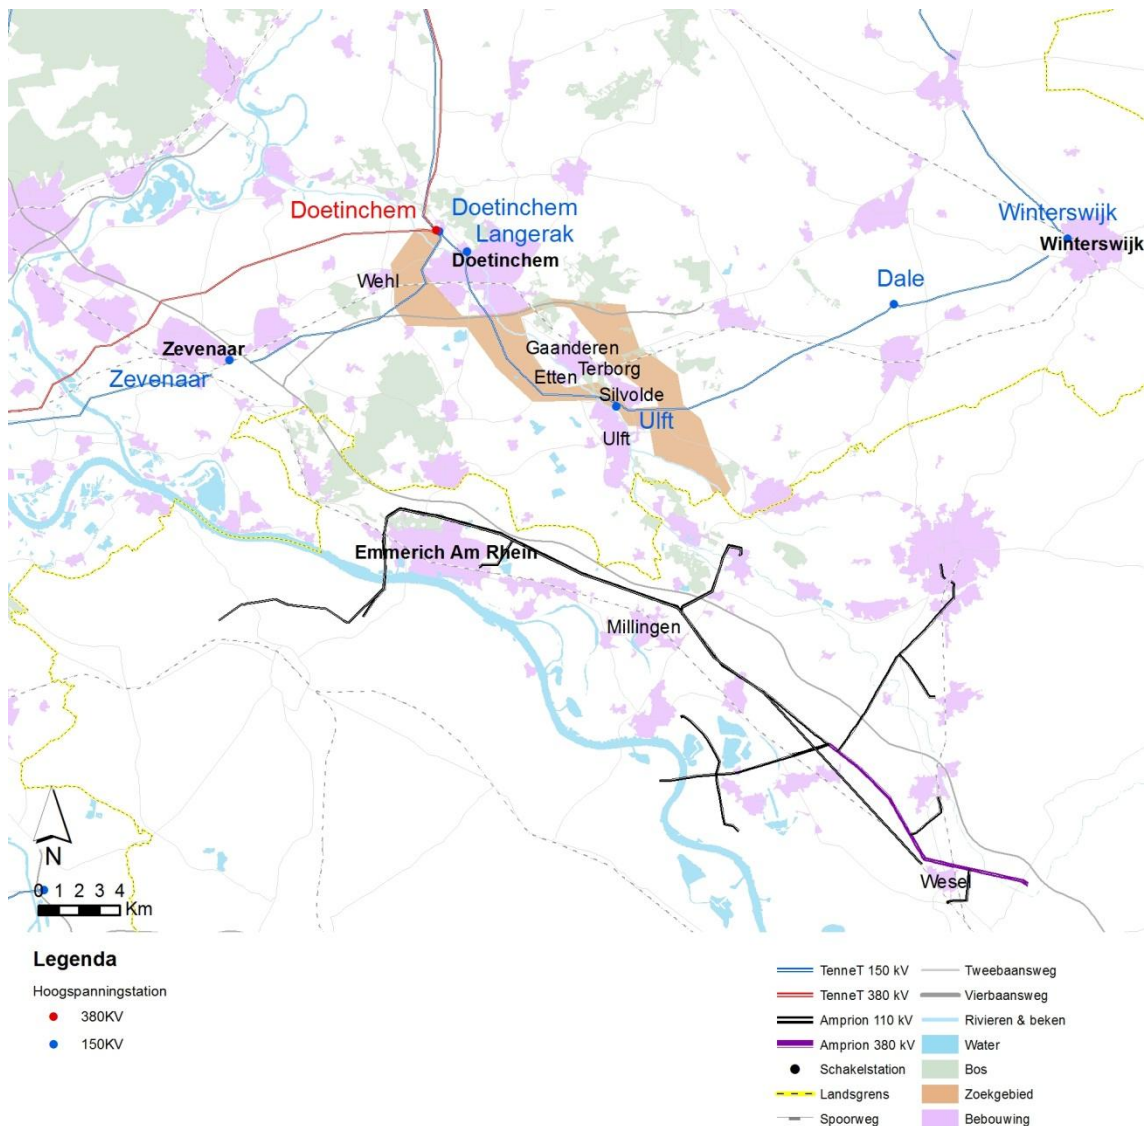 Doetinchem
Doetinchem
Langerak
Doetinchem
Winterswijk
Winterswijk
Wehl
Dale
Zevenaar
Zevenaar
Gaanderen
Terborg
Etten
Silvolde
Ulft
Ulft
Emmerich Am Rhein
Millingen
Wesel
N
0 1 2 3 4
Km
Legenda
Hoogspanningstation
380KV
150KV
TenneT 150 kV
TenneT 380 kV
Amprion 110 kV
Amprion 380 kV
Schakelstation
Landsgrens
Spoorweg
Tweebaansweg
Vierbaansweg
Rivieren & beken
Water
Bos
Zoekgebied
Bebouwing